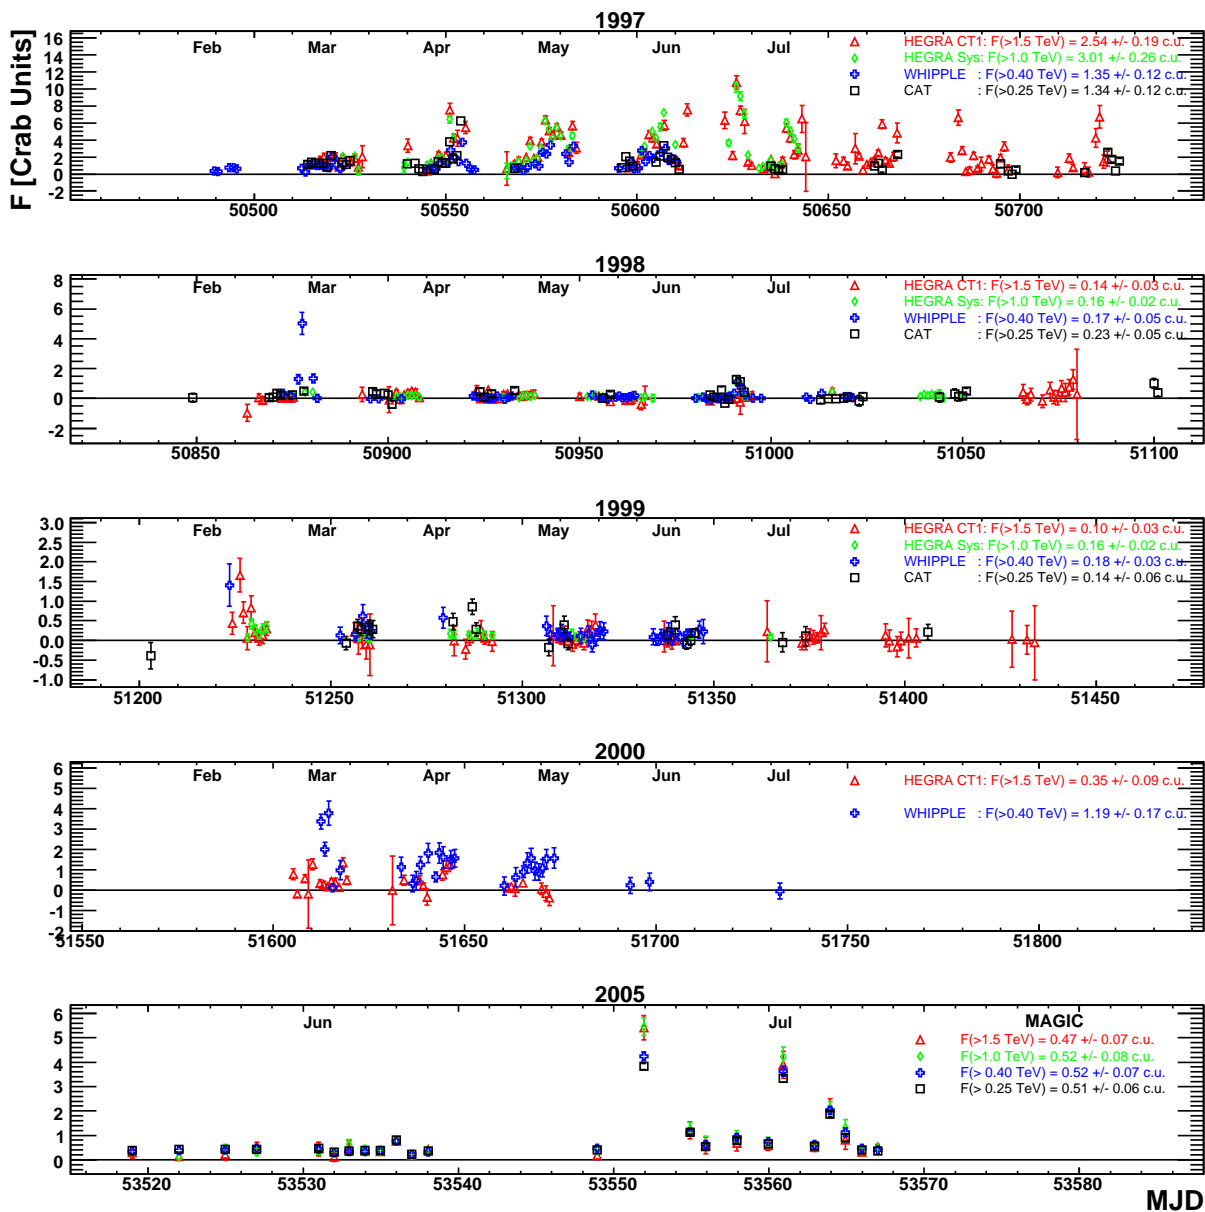 1997
F [Crab Units]
Feb Mar Apr May Jun Jul
HEGRA CT1: F(>1.5 TeV) = 2.54 +/- 0.19 c.u.
HEGRA Sys: F(>1.0 TeV) = 3.01 +/- 0.26 c.u.
WHIPPLE : F(>0.40 TeV) = 1.35 +/- 0.12 c.u.
CAT : F(>0.25 TeV) = 1.34 +/- 0.12 c.u.
16
14
12
10
8
6
4
2
0
-2
50500 50550 50600 50650 50700
1998
Feb Mar Apr May Jun Jul
HEGRA CT1: F(>1.5 TeV) = 0.14 +/- 0.03 c.u.
HEGRA Sys: F(>1.0 TeV) = 0.16 +/- 0.02 c.u.
WHIPPLE : F(>0.40 TeV) = 0.17 +/- 0.05 c.u.
CAT : F(>0.25 TeV) = 0.23 +/- 0.05 c.u.
8
6
4
2
0
-2
50850 50900 50950 51000 51050 51100
1999
Feb Mar Apr May Jun Jul
HEGRA CT1: F(>1.5 TeV) = 0.10 +/- 0.03 c.u.
HEGRA Sys: F(>1.0 TeV) = 0.16 +/- 0.02 c.u.
WHIPPLE : F(>0.40 TeV) = 0.18 +/- 0.03 c.u.
CAT : F(>0.25 TeV) = 0.14 +/- 0.06 c.u.
3.0
2.5
2.0
1.5
1.0
0.5
0.0
-0.5
-1.0
51200 51250 51300 51350 51400 51450
2000
Feb Mar Apr May Jun Jul
HEGRA CT1: F(>1.5 TeV) = 0.35 +/- 0.09 c.u.
WHIPPLE : F(>0.40 TeV) = 1.19 +/- 0.17 c.u.
6
5
4
3
2
1
0
-1
-2
51550 51600 51650 51700 51750 51800
2005
Jun Jul MAGIC
F(>1.5 TeV) = 0.47 +/- 0.07 c.u.
F(>1.0 TeV) = 0.52 +/- 0.08 c.u.
F(> 0.40 TeV) = 0.52 +/- 0.07 c.u.
F(> 0.25 TeV) = 0.51 +/- 0.06 c.u.
6
5
4
3
2
1
0
53520 53530 53540 53550 53560 53570 53580
MJD